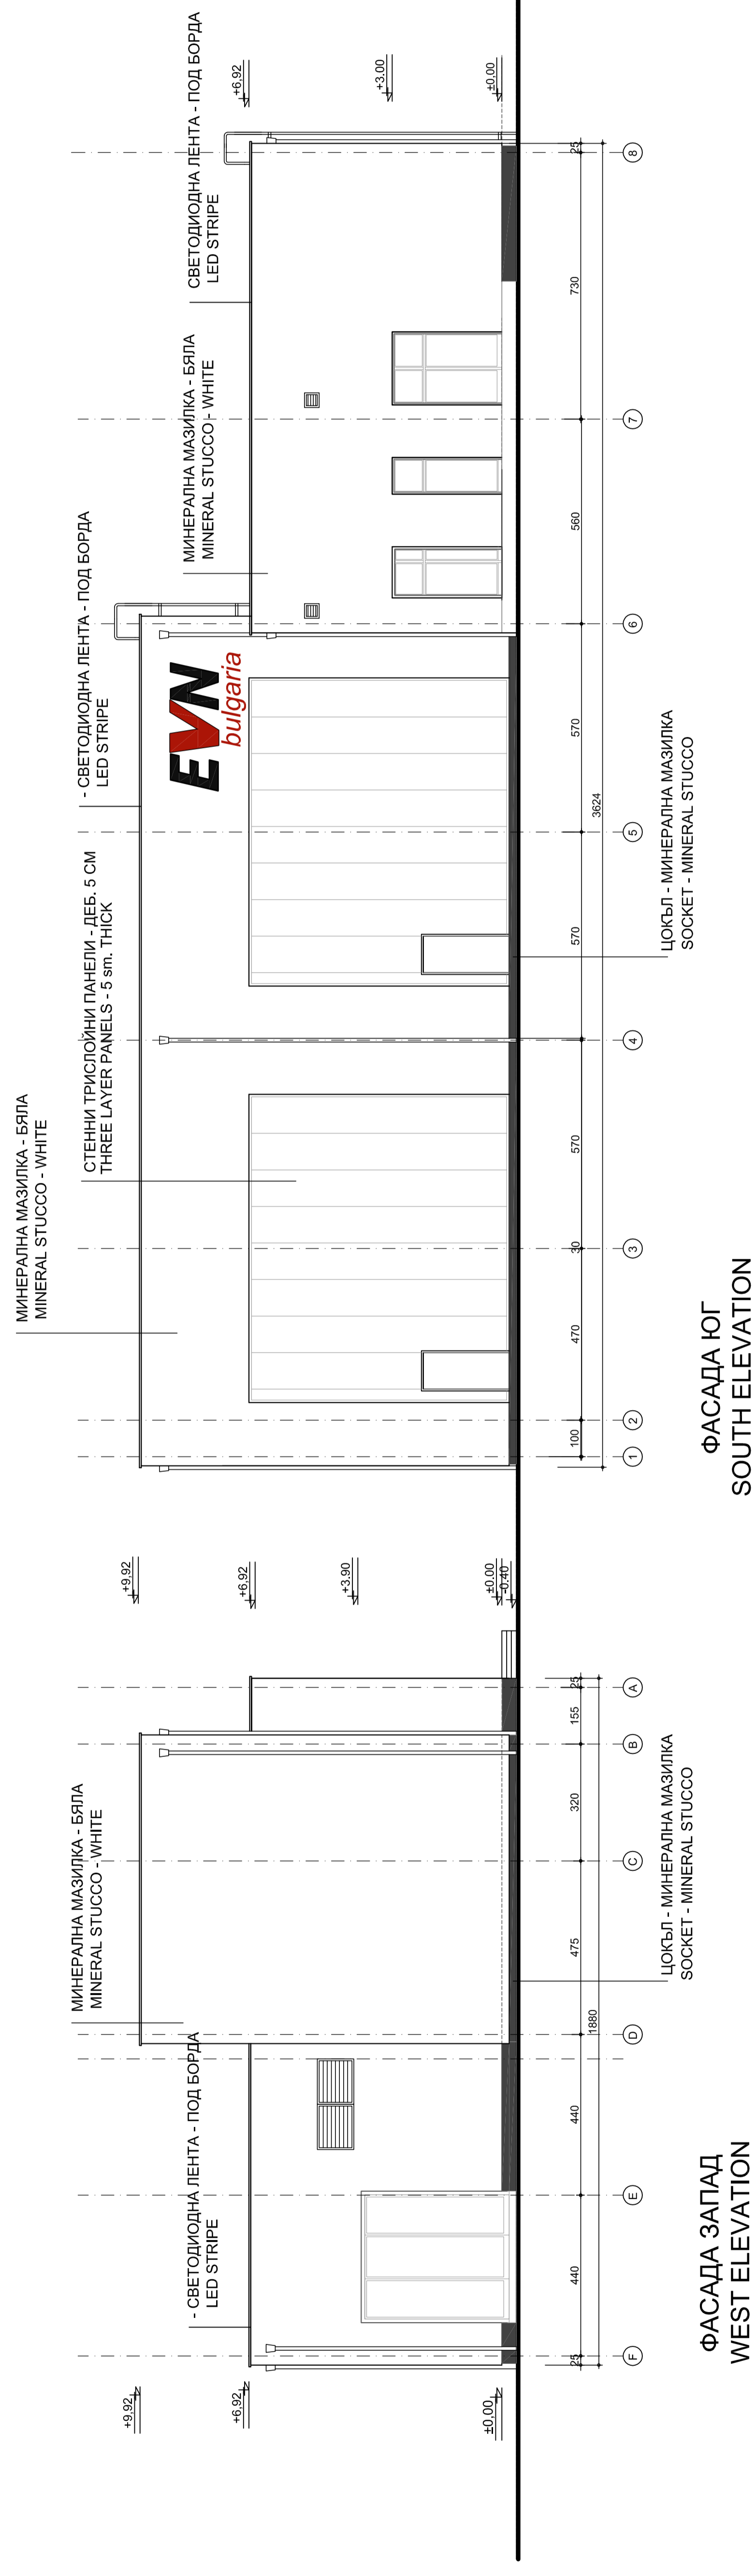 МИНЕРАЛНА МАЗИЛКА - БЯЛА
MINERAL STUCCO - WHITE
- СВЕТОДИОДНА ЛЕНТА - ПОД БОРДА
LED STRIPE
+9,92
+6,92
±0,00
+9,92
+6,92
+3.90
±0.00
-0.40
25
440
440
475
320
155
25
1880
F
E
D
C
B
A
ЦОКЪЛ - МИНЕРАЛНА МАЗИЛКА
SOCKET - MINERAL STUCCO
ФАСАДА ЗАПАД
WEST ELEVATION
МИНЕРАЛНА МАЗИЛКА - БЯЛА
MINERAL STUCCO - WHITE
СТЕННИ ТРИСЛОЙНИ ПАНЕЛИ - ДЕБ. 5 СМ
THREE LAYER PANELS - 5 sm. THICK
- СВЕТОДИОДНА ЛЕНТА - ПОД БОРДА
LED STRIPE
МИНЕРАЛНА МАЗИЛКА - БЯЛА
MINERAL STUCCO - WHITE
СВЕТОДИОДНА ЛЕНТА - ПОД БОРДА
LED STRIPE
EVN
bulgaria
+6,92
+3.00
±0,00
100
470
30
570
570
570
560
730
25
3624
1
2
3
4
5
6
7
8
ЦОКЪЛ - МИНЕРАЛНА МАЗИЛКА
SOCKET - MINERAL STUCCO
ФАСАДА ЮГ
SOUTH ELEVATION